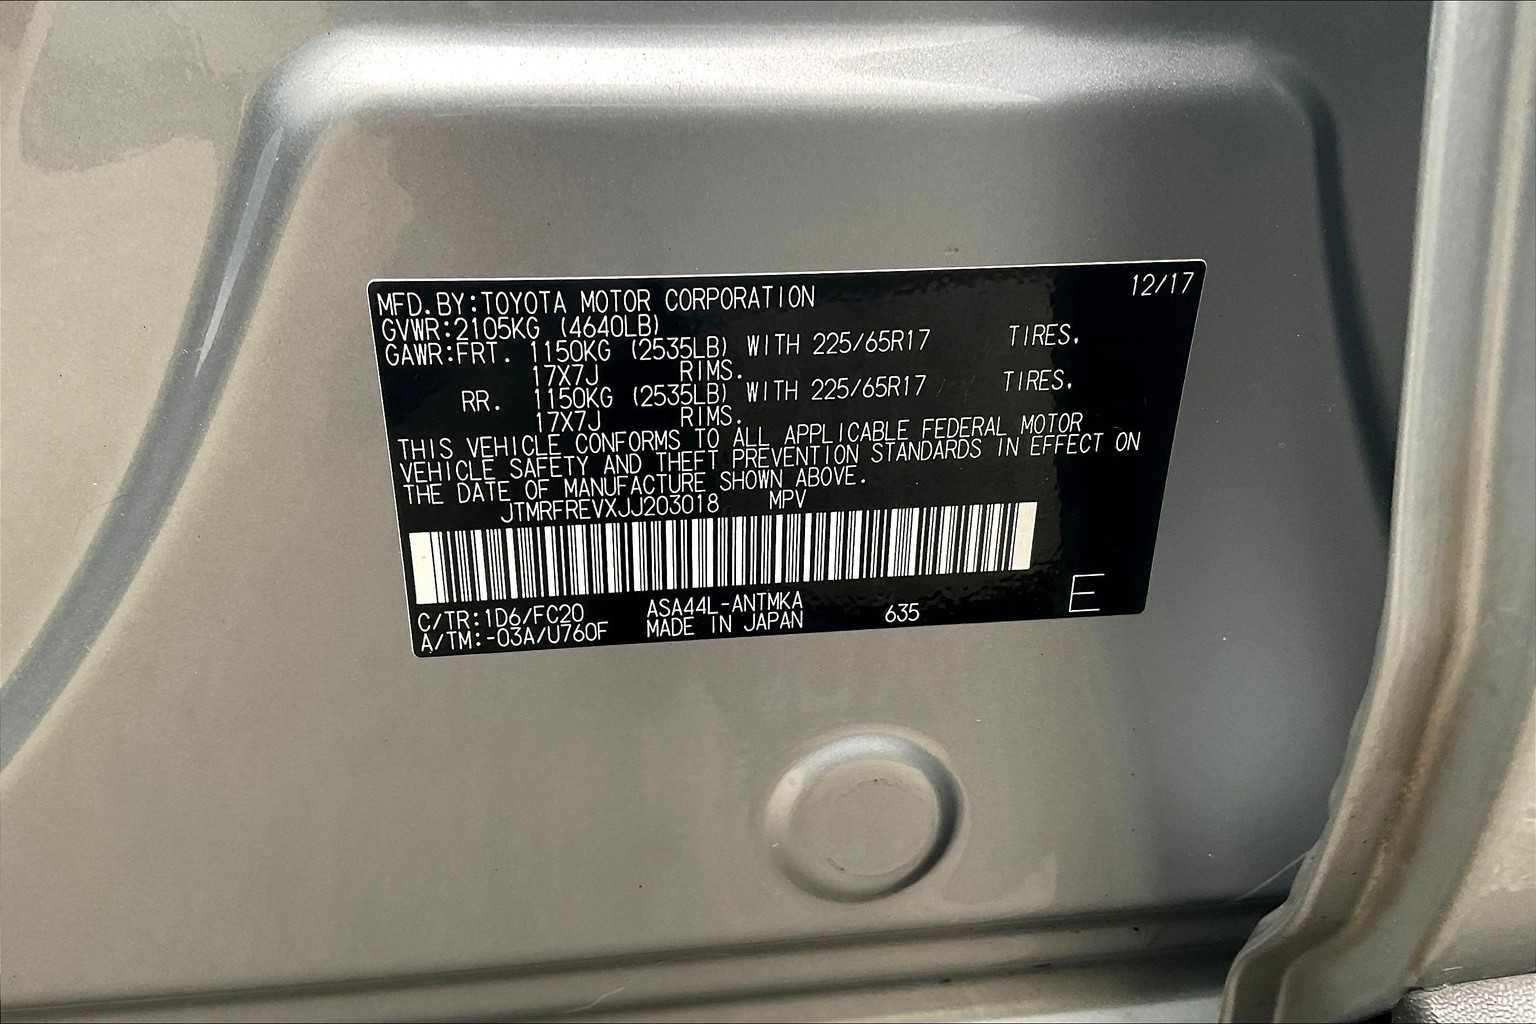 MFD.BY:TOYOTA MOTOR CORPORATION 12/17
GVWR:2105KG (4640LB)
GAWR:FRT. 1150KG (2535LB) WITH 225/65R17 TIRES.
17X7J RIMS.
RR. 1150KG (2535LB) WITH 225/65R17 TIRES.
17X7J RIMS.
THIS VEHICLE CONFORMS TO ALL APPLICABLE FEDERAL MOTOR
VEHICLE SAFETY AND THEFT PREVENTION STANDARDS IN EFFECT ON
THE DATE OF MANUFACTURE SHOWN ABOVE.
JTMRFREVXJJ203018 MPV
C/TR:1D6/FC20 ASA44L-ANTMKA 635 E
A/TM:-03A/U760F MADE IN JAPAN